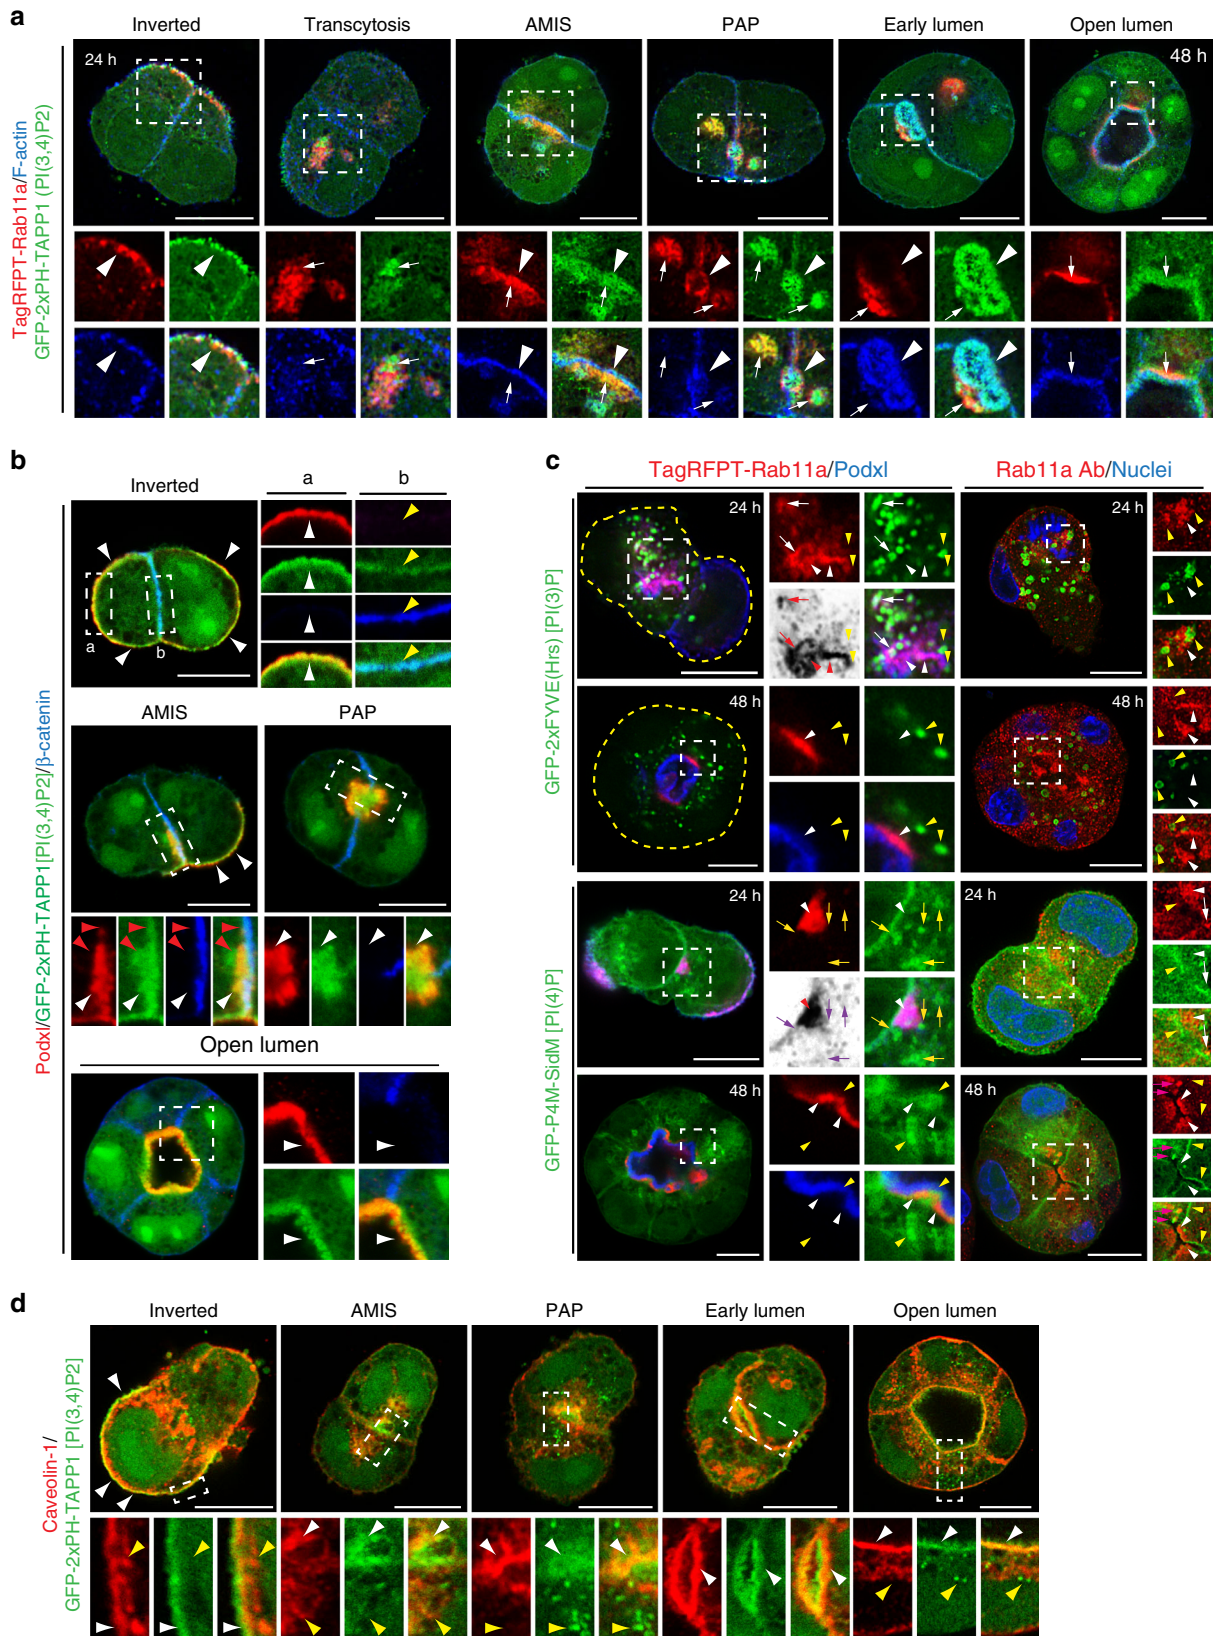 a
Inverted
Transcytosis
AMIS
PAP
Early lumen
Open lumen
TagRFPT-Rab11a/F-actin
GFP-2xPH-TAPP1 (PI(3,4)P2)
24 h
48 h
b
Inverted
a
b
a
b
Podxl/GFP-2xPH-TAPP1[PI(3,4)P2]/β-catenin
AMIS
PAP
Open lumen
c
TagRFPT-Rab11a/Podxl
Rab11a Ab/Nuclei
GFP-2xFYVE(Hrs) [PI(3)P]
24 h
24 h
48 h
48 h
GFP-P4M-SidM [PI(4)P]
24 h
24 h
48 h
48 h
d
Inverted
AMIS
PAP
Early lumen
Open lumen
Caveolin-1/
GFP-2xPH-TAPP1 [PI(3,4)P2]